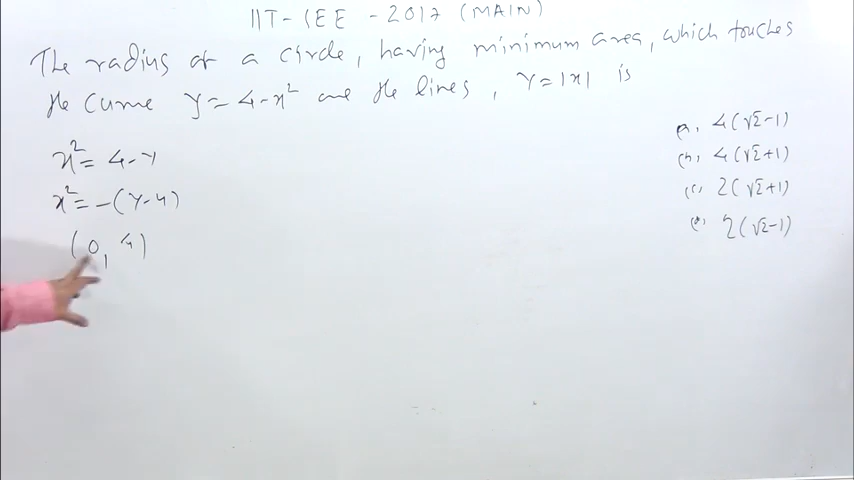 IIT-JEE - 2017 (MAIN)
The radius of a circle, having minimum area, which touches
the curve y = 4-x² and the lines, y=|x| is
(a). 4(√2-1)
(b). 4(√2+1)
(c). 2(√2+1)
(d). 2(√2-1)
x² = 4-y
x² = -(y-4)
(0, 4)